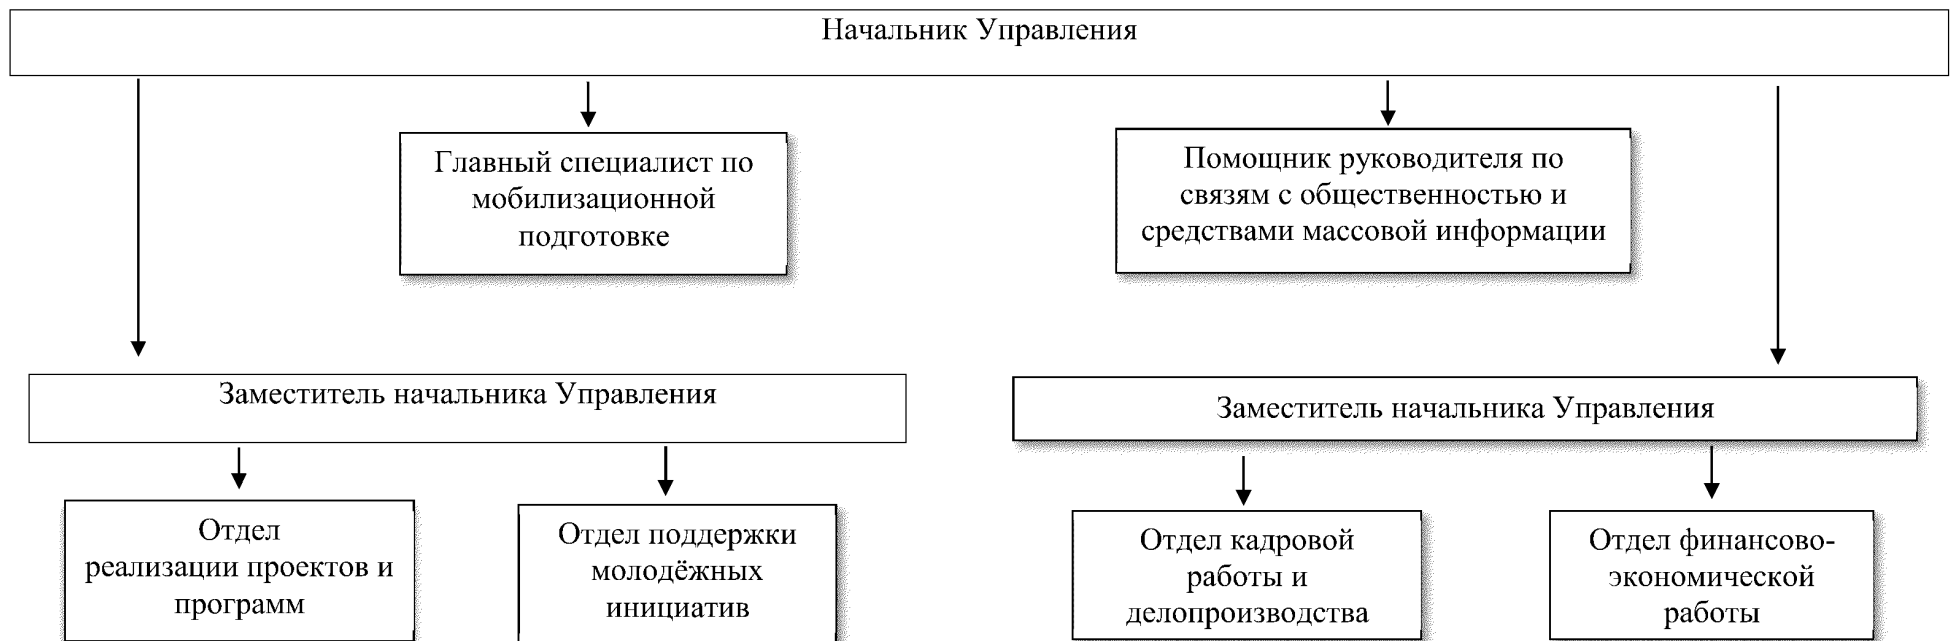 Начальник Управления
Главный специалист по
мобилизационной
подготовке
Помощник руководителя по
связям с общественностью и
средствами массовой информации
Заместитель начальника Управления
Заместитель начальника Управления
Отдел
реализации проектов и
программ
Отдел поддержки
молодёжных
инициатив
Отдел кадровой
работы и
делопроизводства
Отдел финансово-
экономической
работы